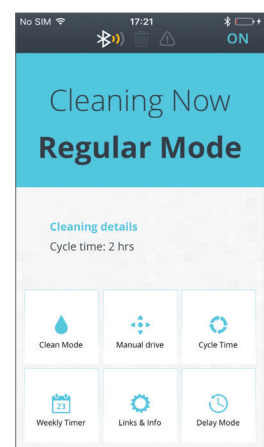 No SIM 17:21
ON
Cleaning Now
Regular Mode
Cleaning details
Cycle time: 2 hrs
Clean Mode Manual drive Cycle Time
23
Weekly Timer Links & Info Delay Mode